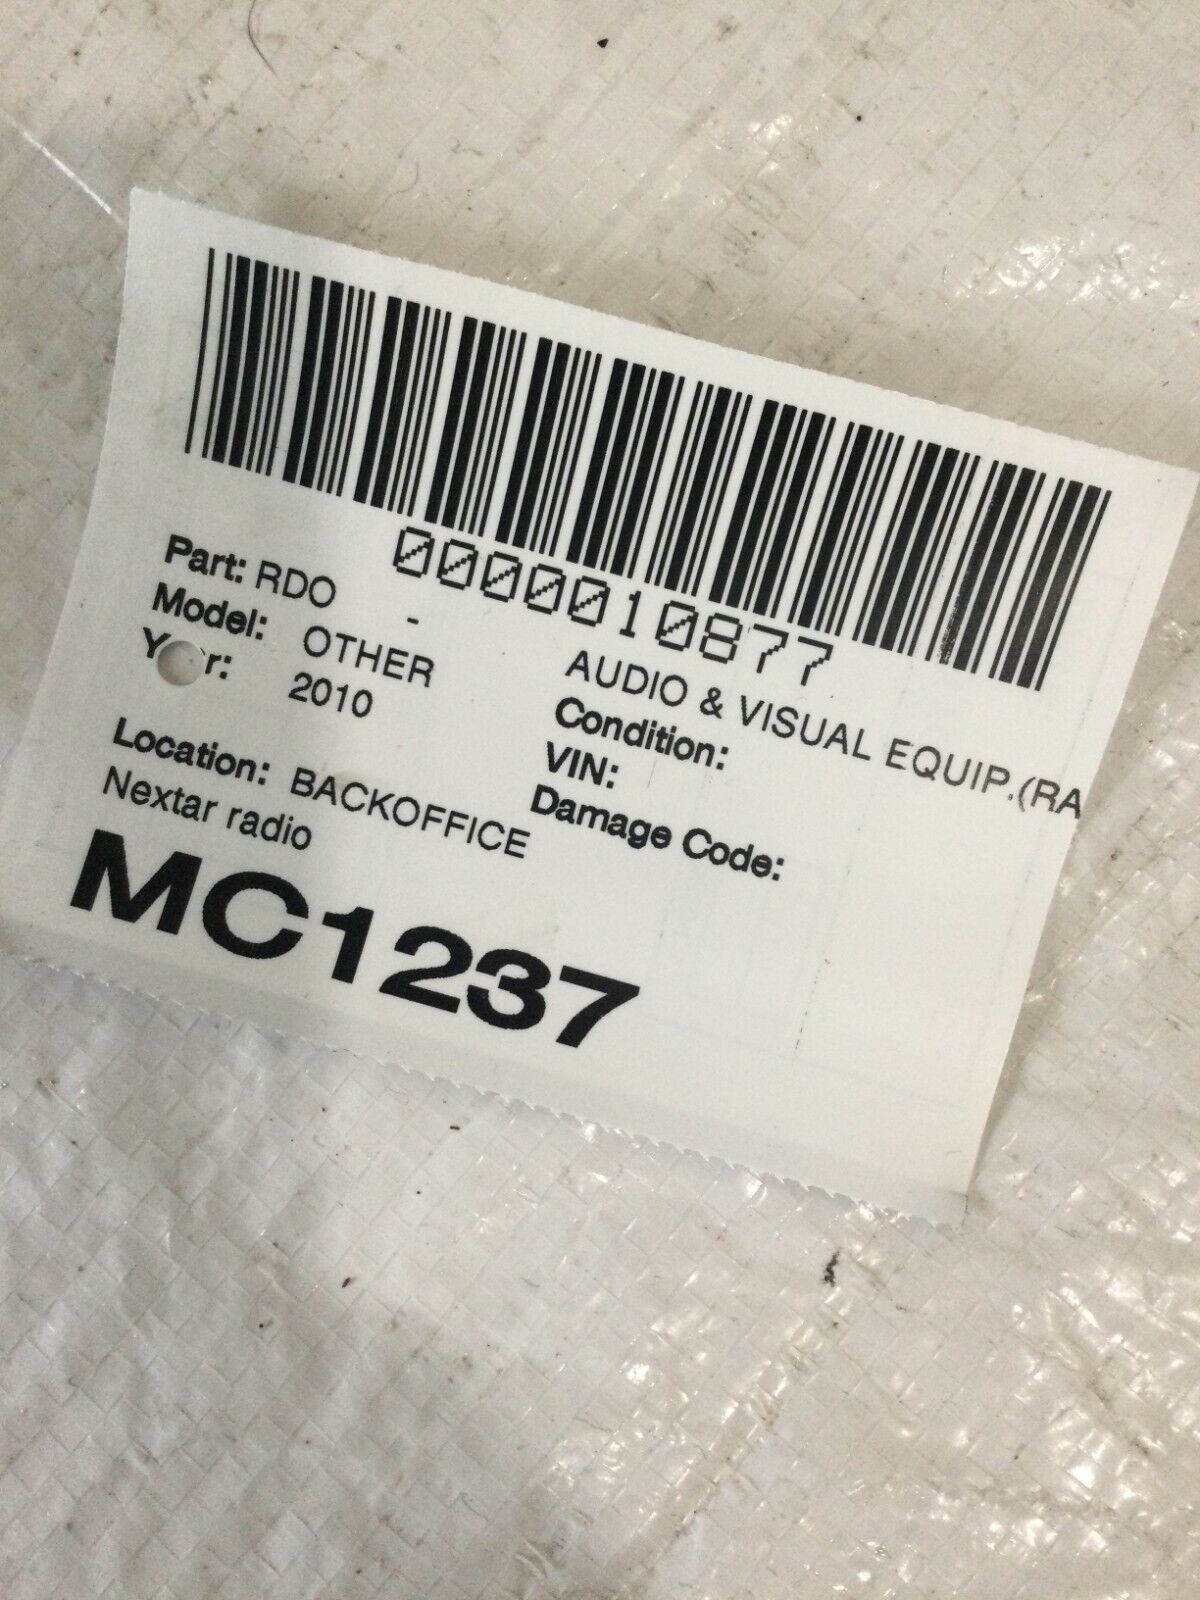 0000010877
Part: RDO - AUDIO & VISUAL EQUIP.(RA
Model: OTHER Condition:
Year: 2010 VIN:
Damage Code:
Location: BACKOFFICE
Nextar radio
MC1237